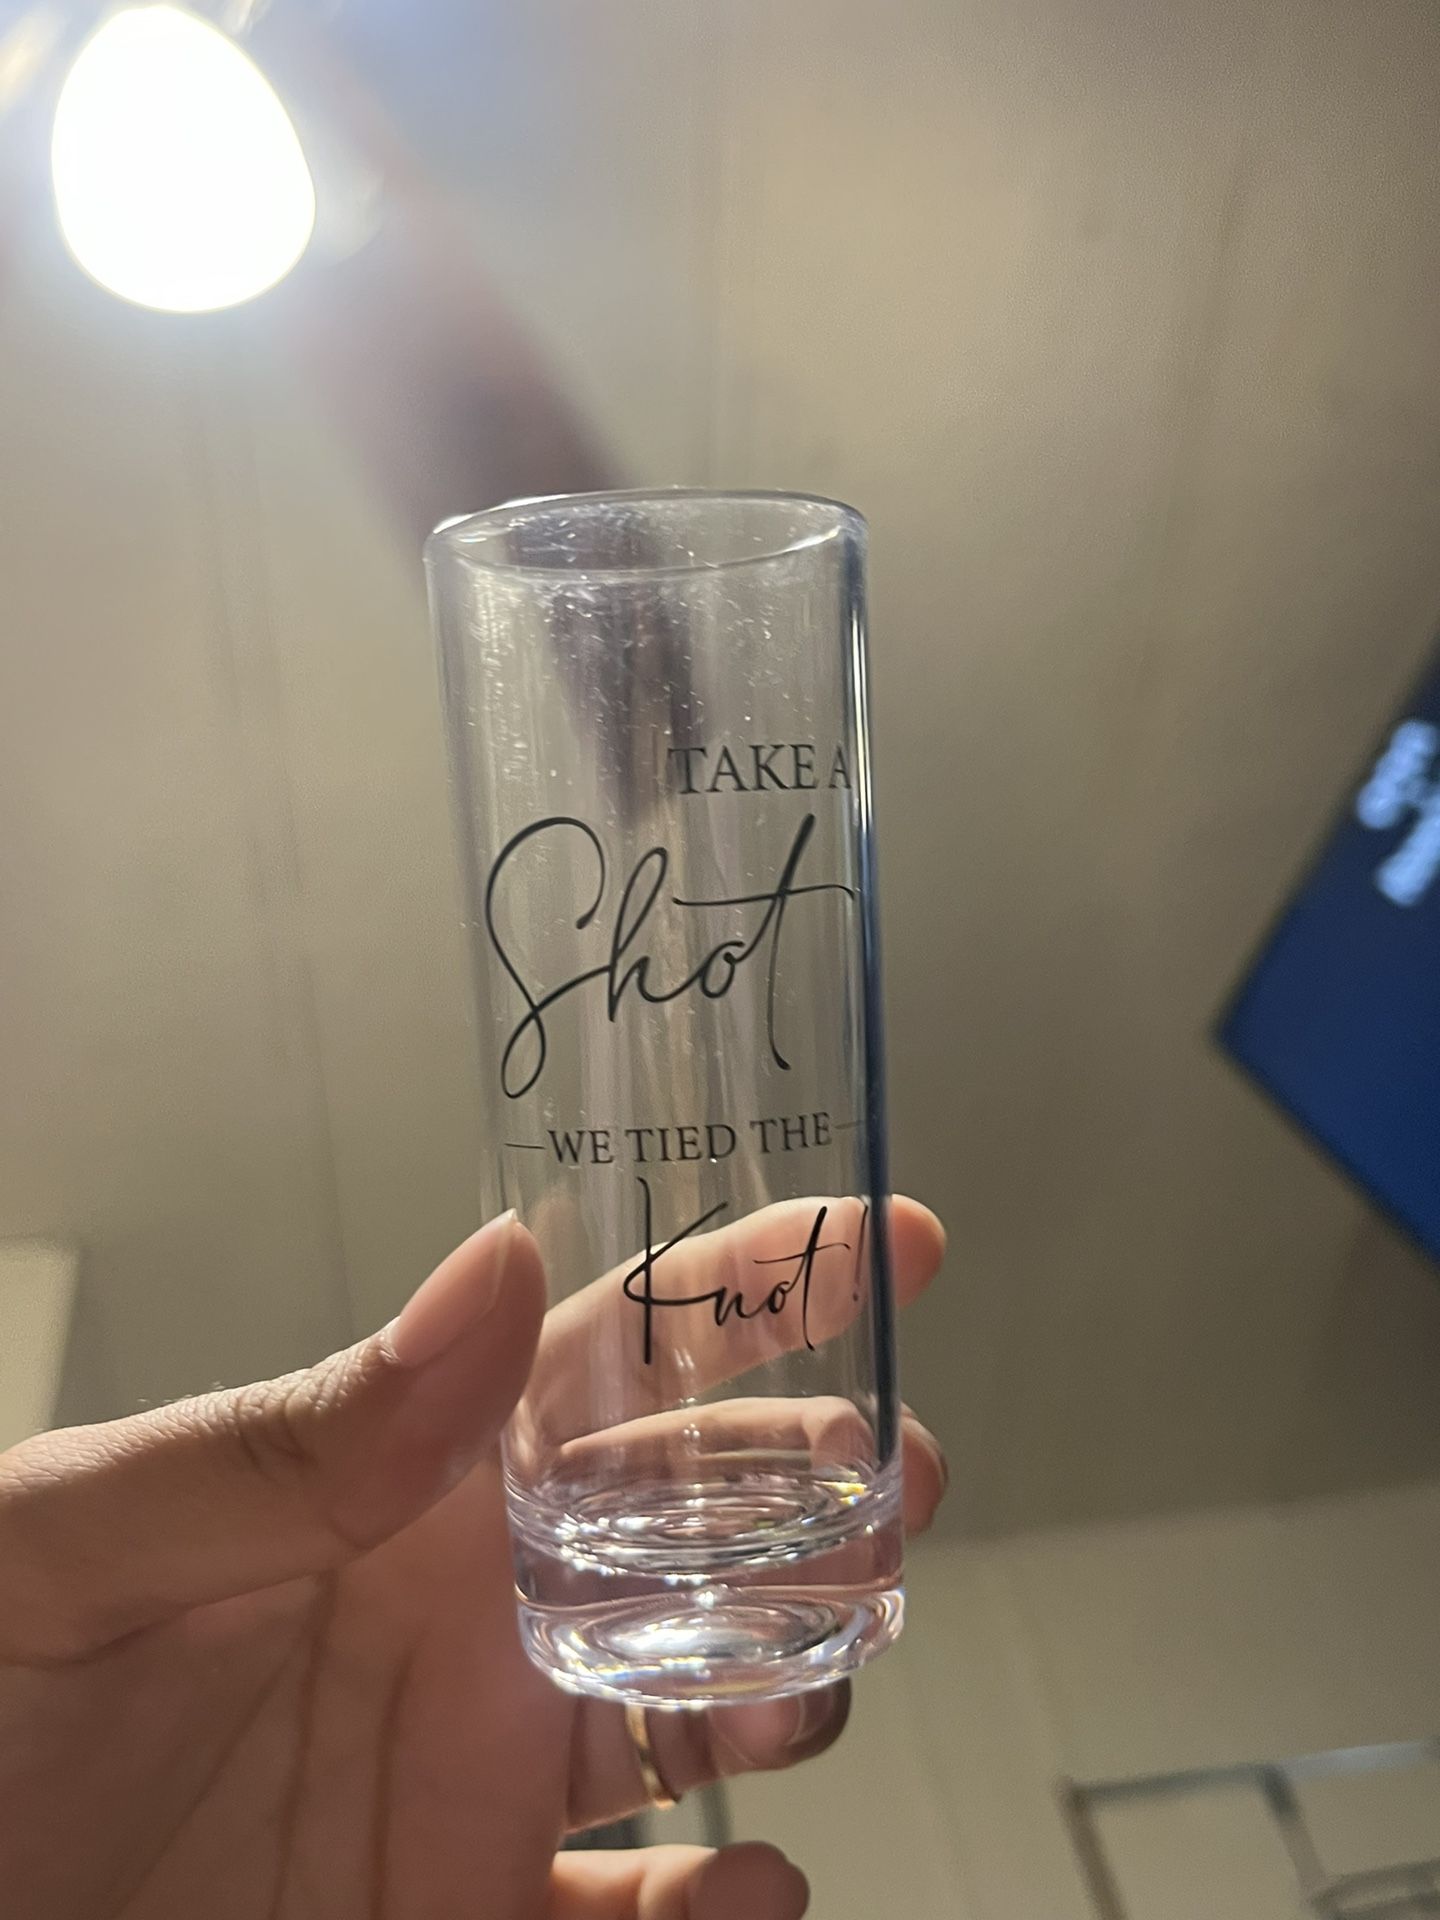 TAKE A
Shot
—WE TIED THE—
Knot!